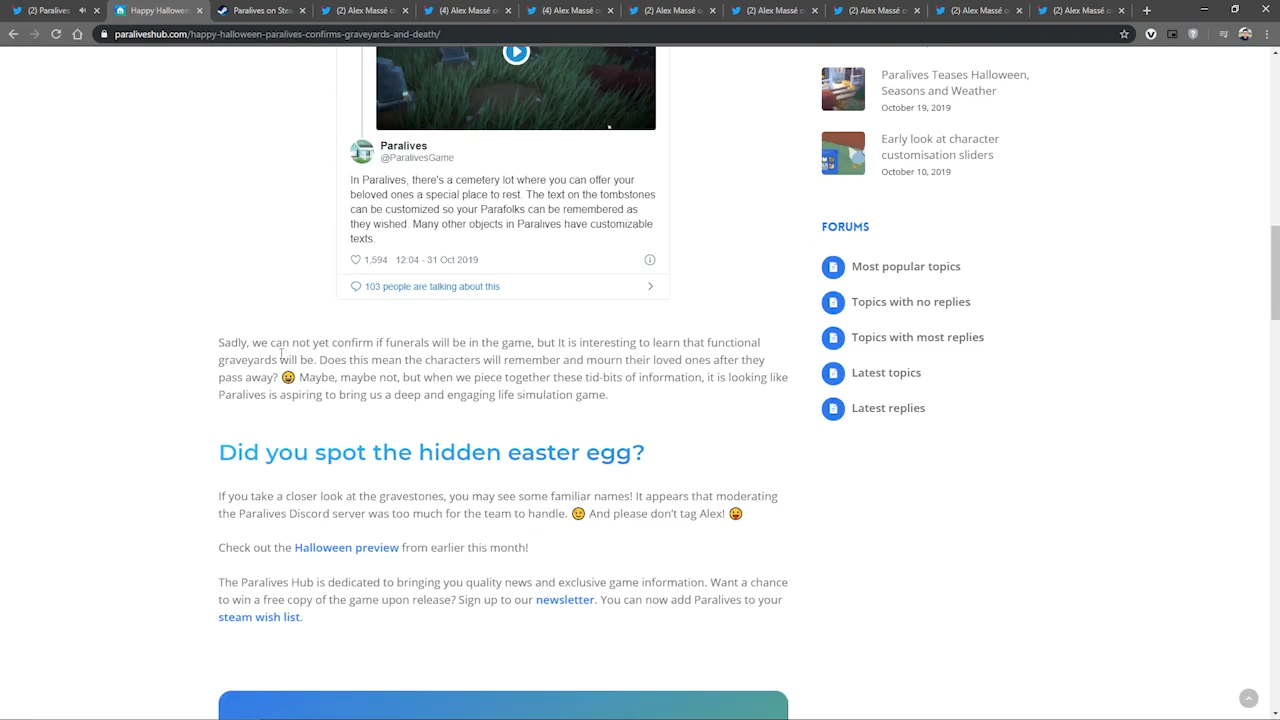 (2) Paralives
Happy Halloween
Paralives on Ste
(2) Alex Massé
(4) Alex Massé
(4) Alex Massé
(2) Alex Massé
(2) Alex Massé
(2) Alex Massé
(2) Alex Massé
(2) Alex Massé
paraliveshub.com/happy-halloween-paralives-confirms-graveyards-and-death/
Paralives
@ParalivesGame
In Paralives, there's a cemetery lot where you can offer your
beloved ones a special place to rest. The text on the tombstones
can be customized so your Parafolks can be remembered as
they wished. Many other objects in Paralives have customizable
texts.
1,594 12:04 - 31 Oct 2019
103 people are talking about this
Sadly, we can not yet confirm if funerals will be in the game, but It is interesting to learn that functional
graveyards will be. Does this mean the characters will remember and mourn their loved ones after they
pass away? 😉 Maybe, maybe not, but when we piece together these tid-bits of information, it is looking like
Paralives is aspiring to bring us a deep and engaging life simulation game.
Did you spot the hidden easter egg?
If you take a closer look at the gravestones, you may see some familiar names! It appears that moderating
the Paralives Discord server was too much for the team to handle. 😉 And please don't tag Alex! 😛
Check out the Halloween preview from earlier this month!
The Paralives Hub is dedicated to bringing you quality news and exclusive game information. Want a chance
to win a free copy of the game upon release? Sign up to our newsletter. You can now add Paralives to your
steam wish list.
Paralives Teases Halloween,
Seasons and Weather
October 19, 2019
Early look at character
customisation sliders
October 10, 2019
FORUMS
Most popular topics
Topics with no replies
Topics with most replies
Latest topics
Latest replies